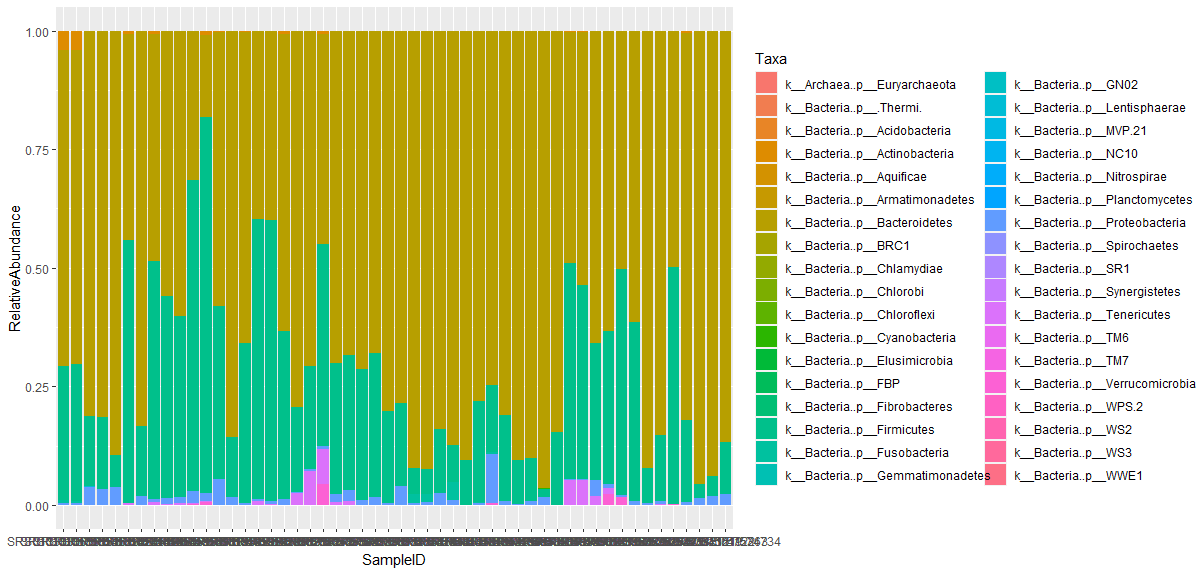 1.00
0.75
0.50
0.25
0.00
RelativeAbundance
SampleID
Taxa
k__Archaea..p__Euryarchaeota
k__Bacteria..p__.Thermi.
k__Bacteria..p__Acidobacteria
k__Bacteria..p__Actinobacteria
k__Bacteria..p__Aquificae
k__Bacteria..p__Armatimonadetes
k__Bacteria..p__Bacteroidetes
k__Bacteria..p__BRC1
k__Bacteria..p__Chlamydiae
k__Bacteria..p__Chlorobi
k__Bacteria..p__Chloroflexi
k__Bacteria..p__Cyanobacteria
k__Bacteria..p__Elusimicrobia
k__Bacteria..p__FBP
k__Bacteria..p__Fibrobacteres
k__Bacteria..p__Firmicutes
k__Bacteria..p__Fusobacteria
k__Bacteria..p__Gemmatimonadetes
k__Bacteria..p__GN02
k__Bacteria..p__Lentisphaerae
k__Bacteria..p__MVP.21
k__Bacteria..p__NC10
k__Bacteria..p__Nitrospirae
k__Bacteria..p__Planctomycetes
k__Bacteria..p__Proteobacteria
k__Bacteria..p__Spirochaetes
k__Bacteria..p__SR1
k__Bacteria..p__Synergistetes
k__Bacteria..p__Tenericutes
k__Bacteria..p__TM6
k__Bacteria..p__TM7
k__Bacteria..p__Verrucomicrobia
k__Bacteria..p__WPS.2
k__Bacteria..p__WS2
k__Bacteria..p__WS3
k__Bacteria..p__WWE1